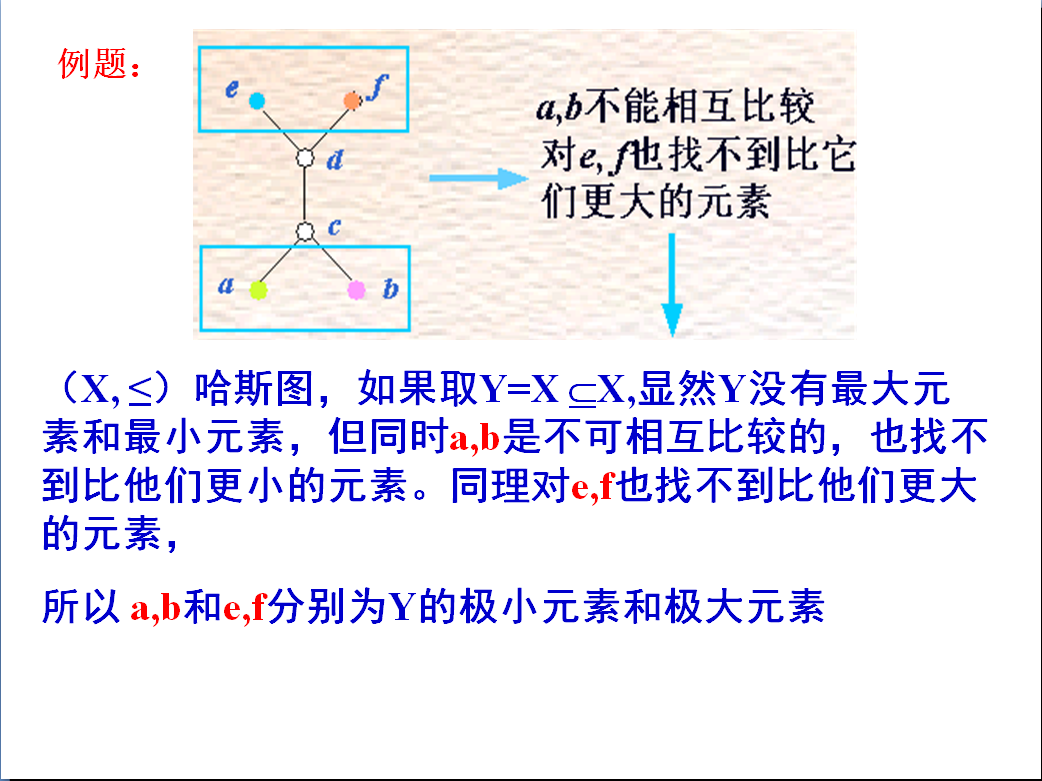 例题：
e
f
d
c
a
b
a,b不能相互比较
对e, f也找不到比它
们更大的元素
（X, ≤）哈斯图，如果取Y=X ⊆X,显然Y没有最大元
素和最小元素，但同时a,b是不可相互比较的，也找不
到比他们更小的元素。同理对e,f也找不到比他们更大
的元素，
所以 a,b和e,f分别为Y的极小元素和极大元素